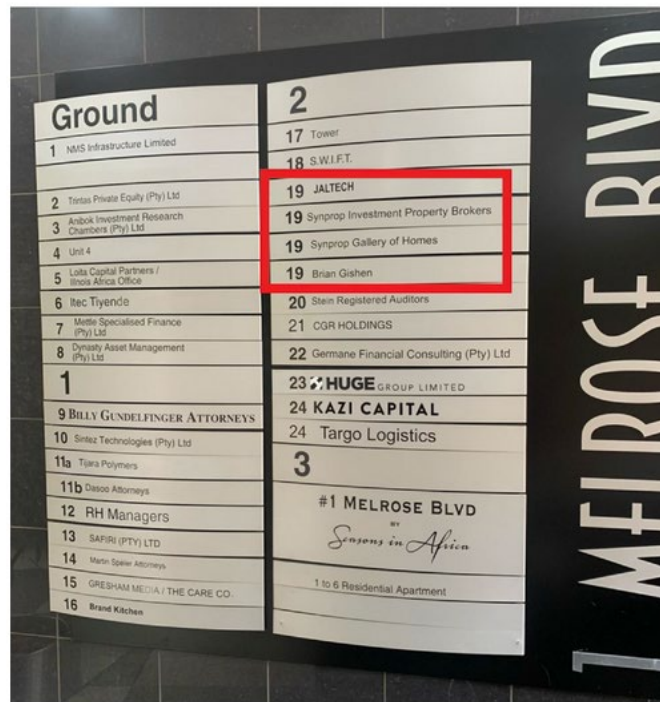 Ground
1 NMS Infrastructure Limited
2 Trintas Private Equity (Pty) Ltd
3 Anibok Investment Research
Chambers (Pty) Ltd
4 Unit 4
5 Loita Capital Partners /
Ilnois Africa Office
6 Itec Tiyende
7 Mettle Specialised Finance
(Pty) Ltd
8 Dynasty Asset Management
(Pty) Ltd
1
9 BILLY GUNDELFINGER ATTORNEYS
10 Sintez Technologies (Pty) Ltd
11a Tijara Polymers
11b Dasoo Attorneys
12 RH Managers
13 SAFIRI (PTY) LTD
14 Martin Speier Attorneys
15 GRESHAM MEDIA / THE CARE CO.
16 Brand Kitchen
2
17 Tower
18 S.W.I.F.T.
19 JALTECH
19 Synprop Investment Property Brokers
19 Synprop Gallery of Homes
19 Brian Gishen
20 Stein Registered Auditors
21 CGR HOLDINGS
22 Germane Financial Consulting (Pty) Ltd
23 HUGE GROUP LIMITED
24 KAZI CAPITAL
24 Targo Logistics
3
#1 MELROSE BLVD
BY
Seasons in Africa
1 to 6 Residential Apartment
1 MELROSE BLVD